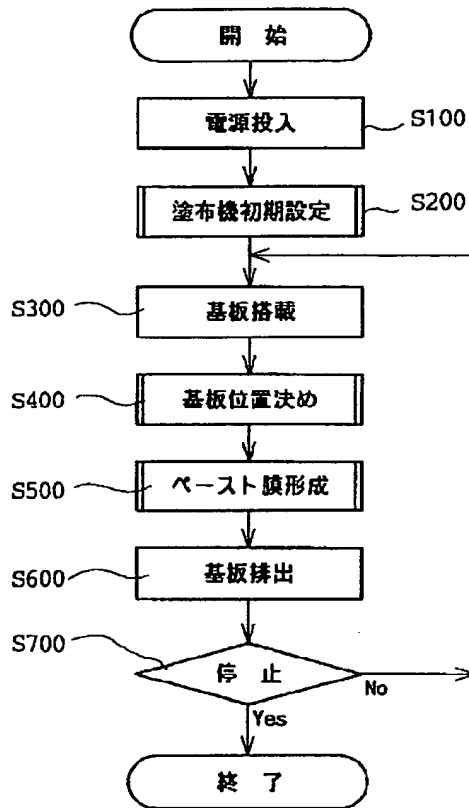 開 始
電源投入 S100
塗布機初期設定 S200
S300 基板搭載
S400 基板位置決め
S500 ペースト膜形成
S600 基板排出
S700 停 止
No
Yes
終 了